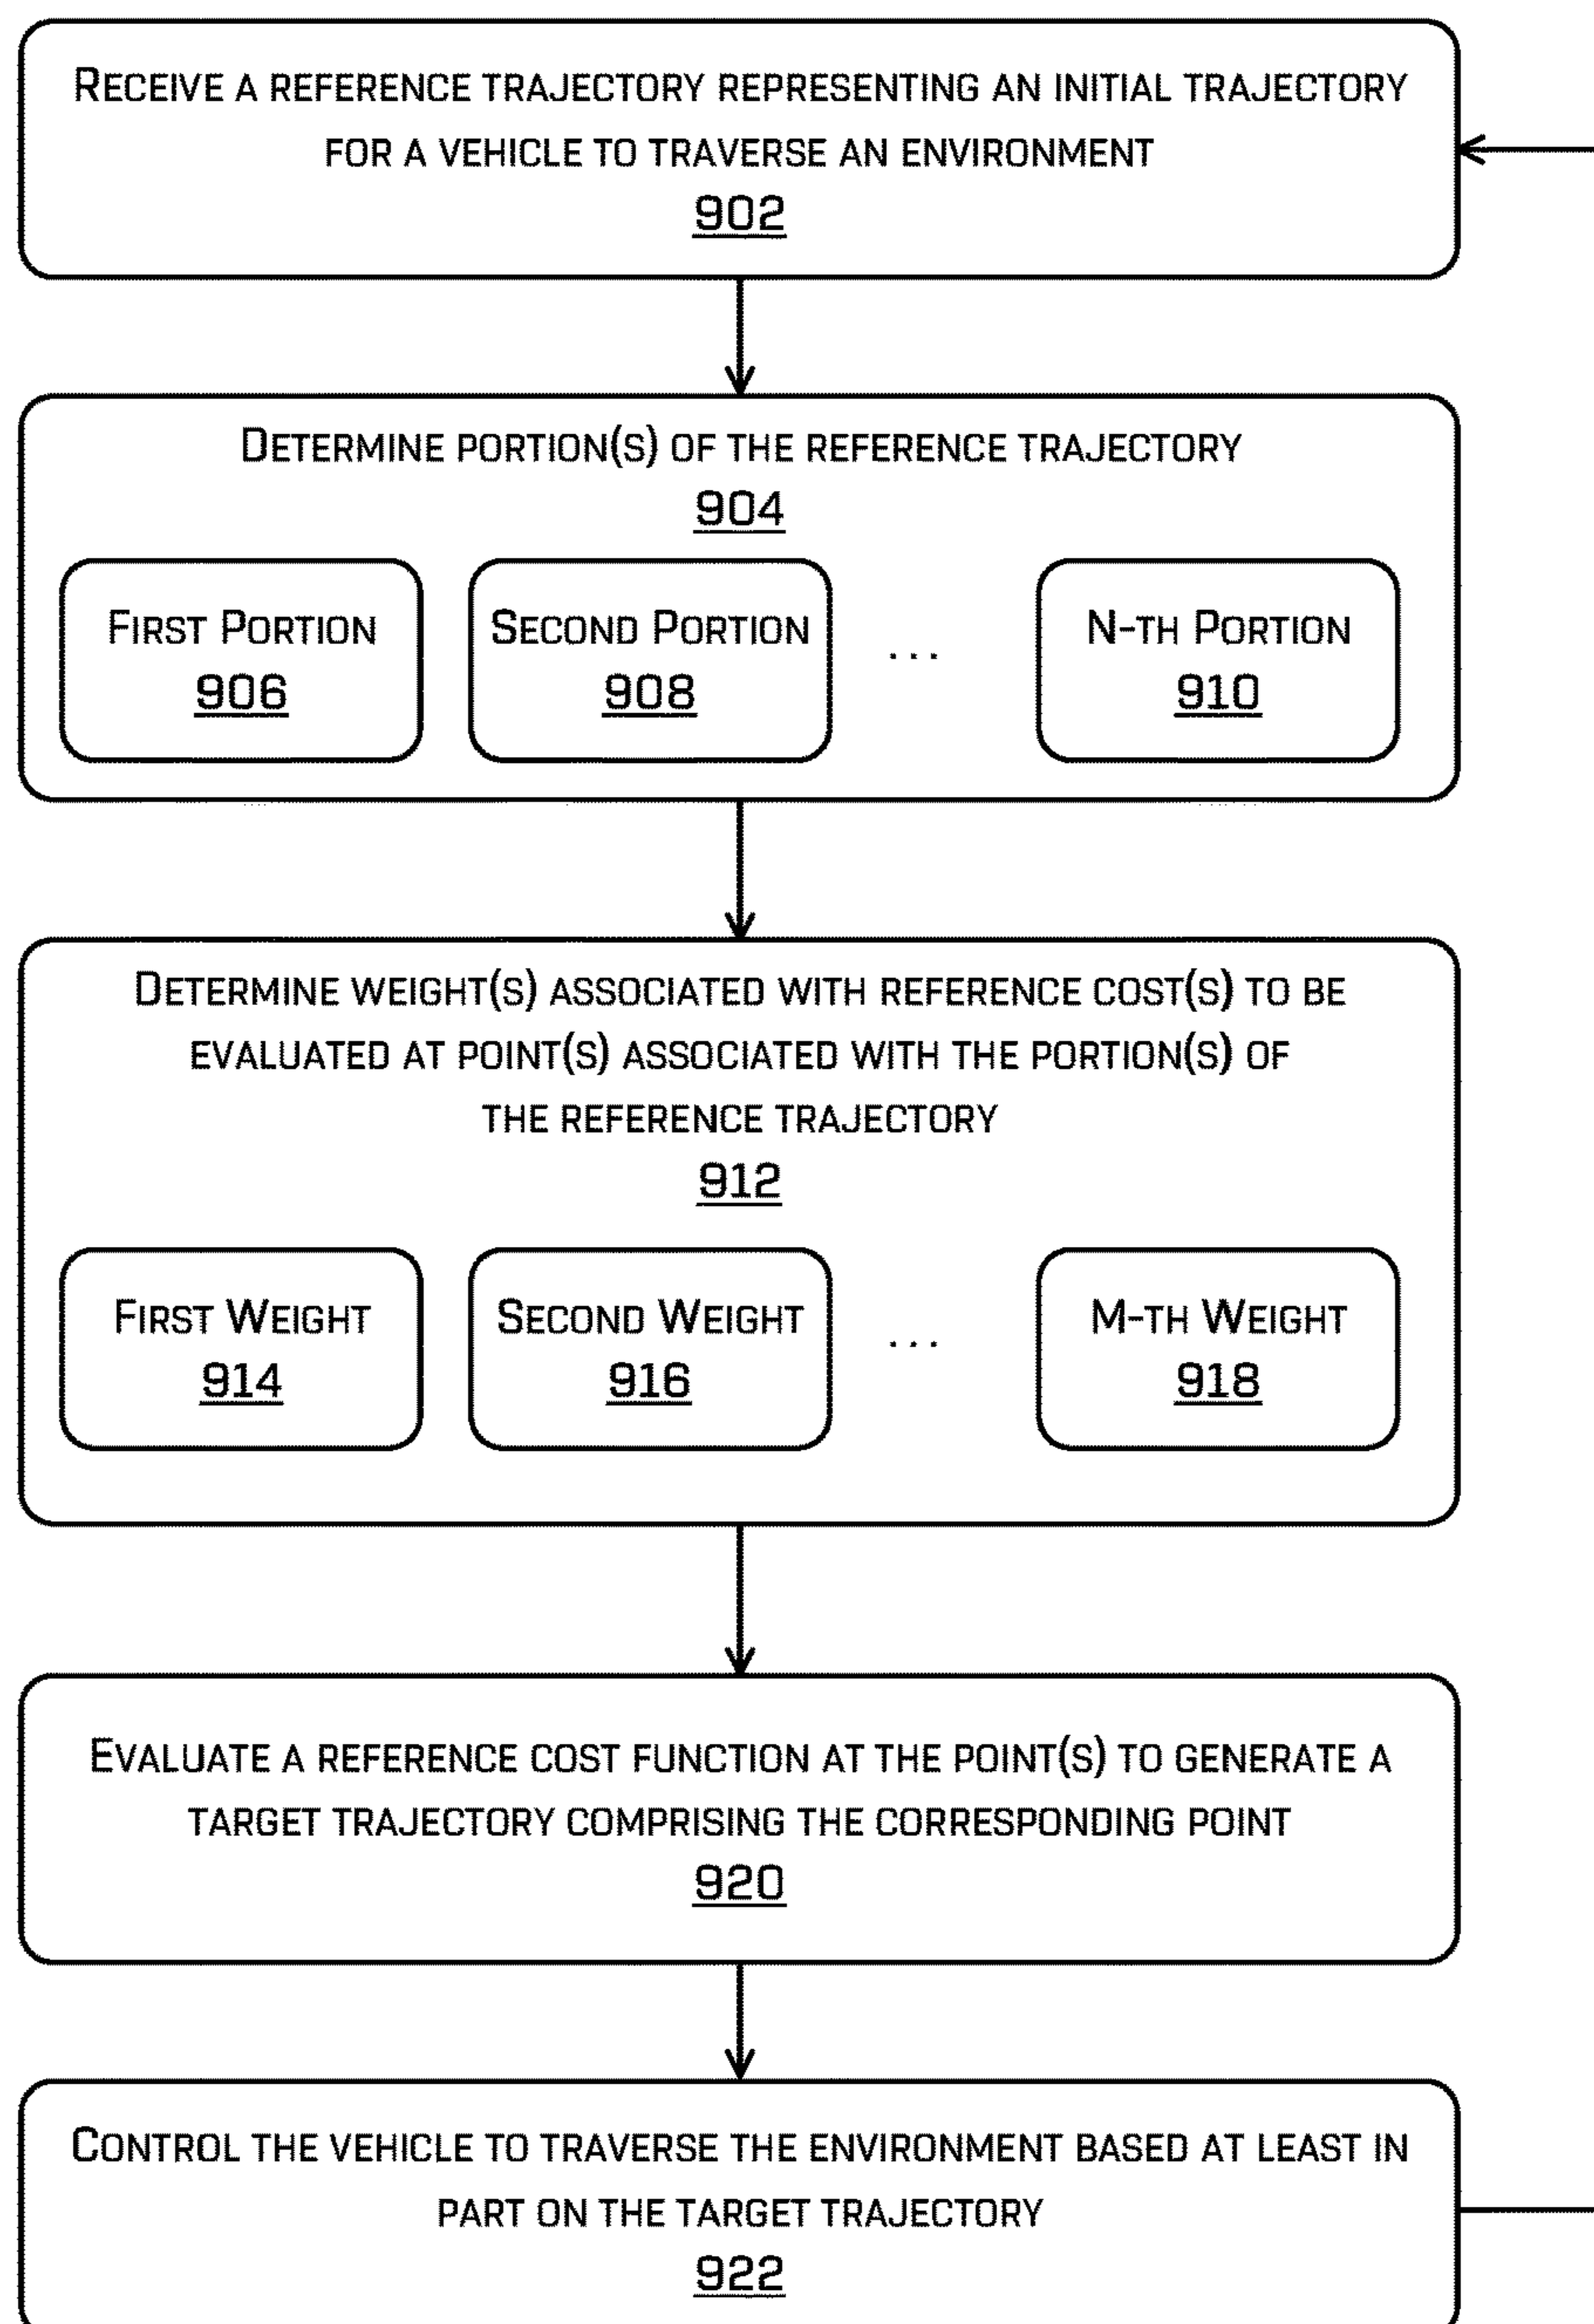 RECEIVE A REFERENCE TRAJECTORY REPRESENTING AN INITIAL TRAJECTORY
FOR A VEHICLE TO TRAVERSE AN ENVIRONMENT
902
DETERMINE PORTION(S) OF THE REFERENCE TRAJECTORY
904
FIRST PORTION
906
SECOND PORTION
908
...
N-TH PORTION
910
DETERMINE WEIGHT(S) ASSOCIATED WITH REFERENCE COST(S) TO BE
EVALUATED AT POINT(S) ASSOCIATED WITH THE PORTION(S) OF
THE REFERENCE TRAJECTORY
912
FIRST WEIGHT
914
SECOND WEIGHT
916
...
M-TH WEIGHT
918
EVALUATE A REFERENCE COST FUNCTION AT THE POINT(S) TO GENERATE A
TARGET TRAJECTORY COMPRISING THE CORRESPONDING POINT
920
CONTROL THE VEHICLE TO TRAVERSE THE ENVIRONMENT BASED AT LEAST IN
PART ON THE TARGET TRAJECTORY
922